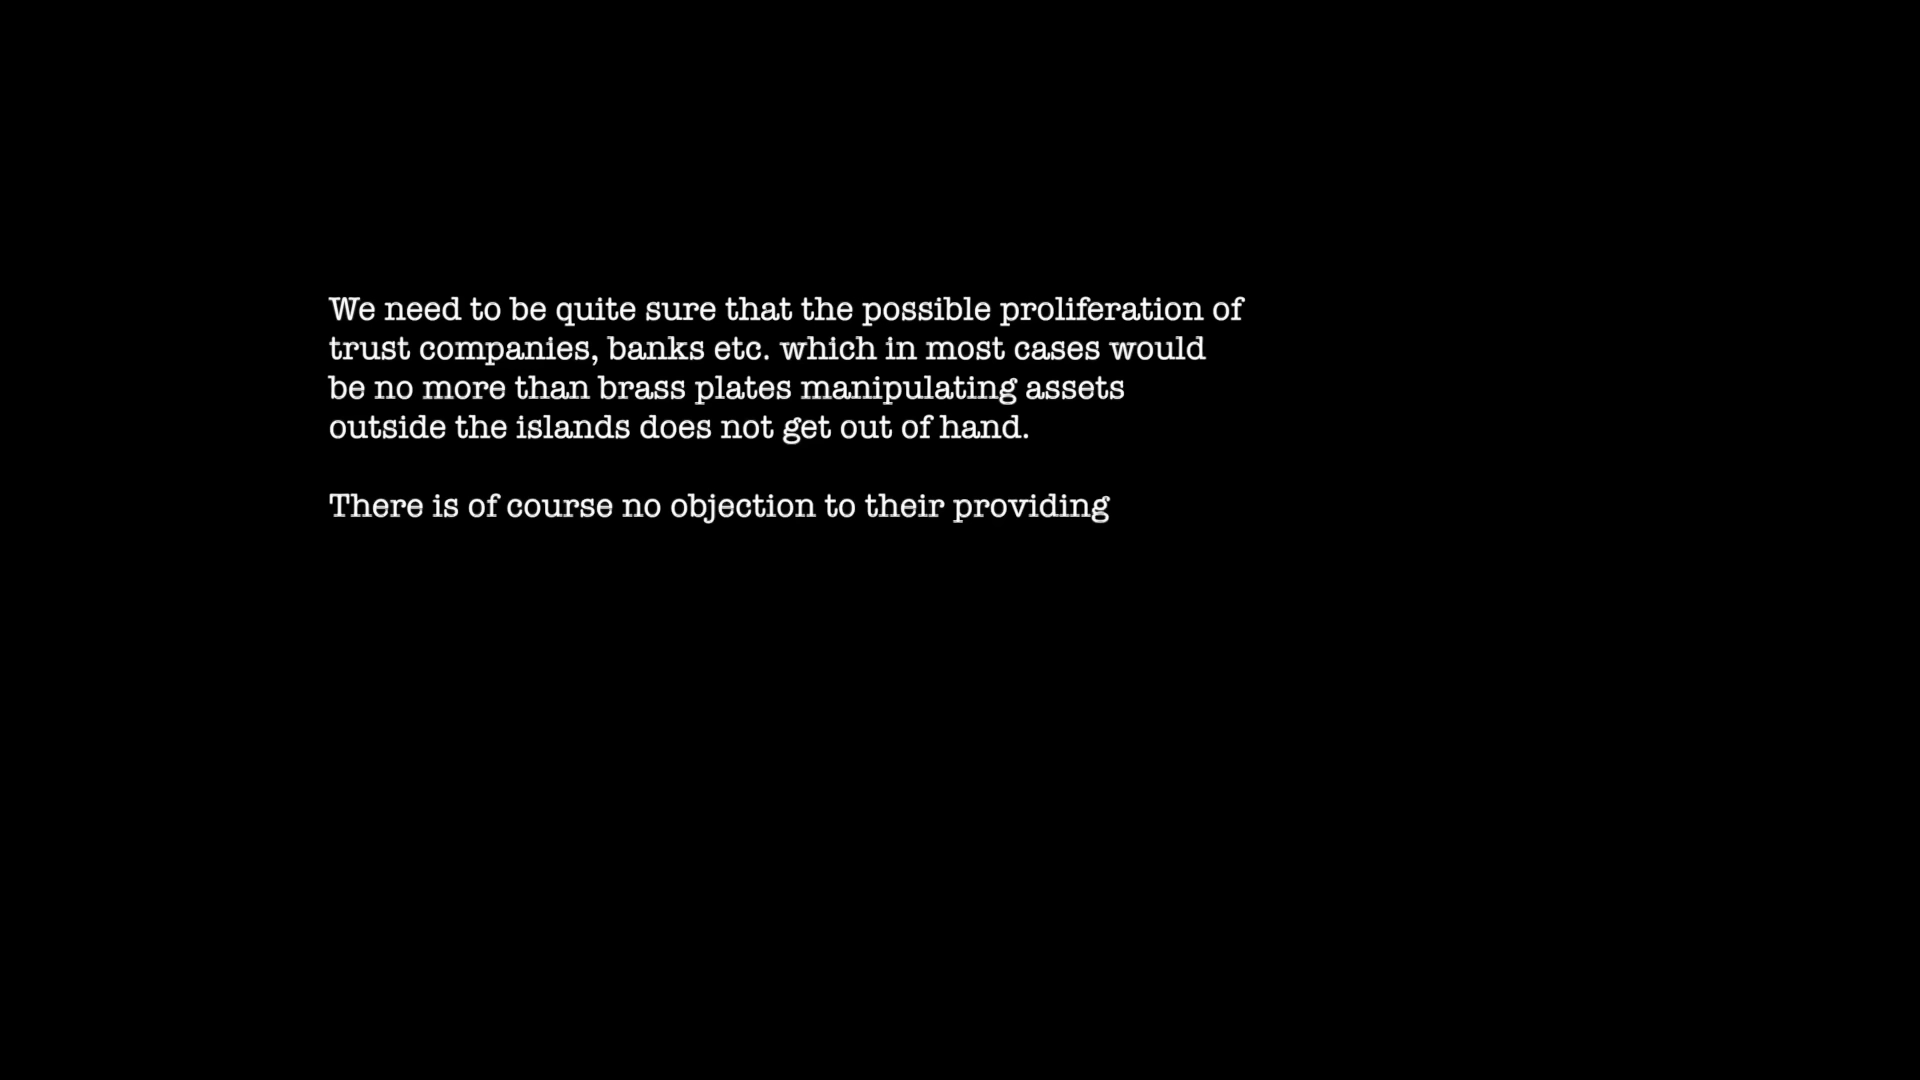 We need to be quite sure that the possible proliferation of
trust companies, banks etc. which in most cases would
be no more than brass plates manipulating assets
outside the islands does not get out of hand.
There is of course no objection to their providing